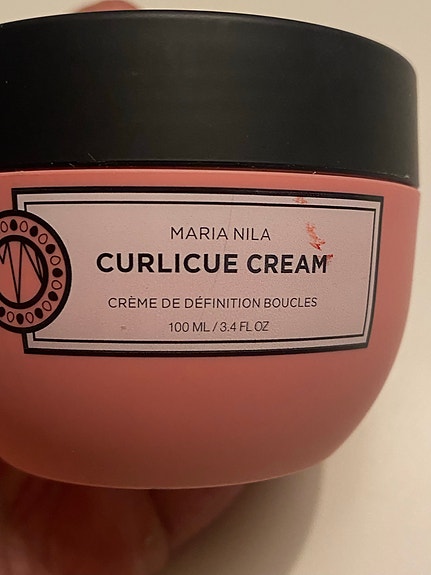 MARIA NILA
CURLICUE CREAM
CRÈME DE DÉFINITION BOUCLES
100 ML / 3.4 FL OZ